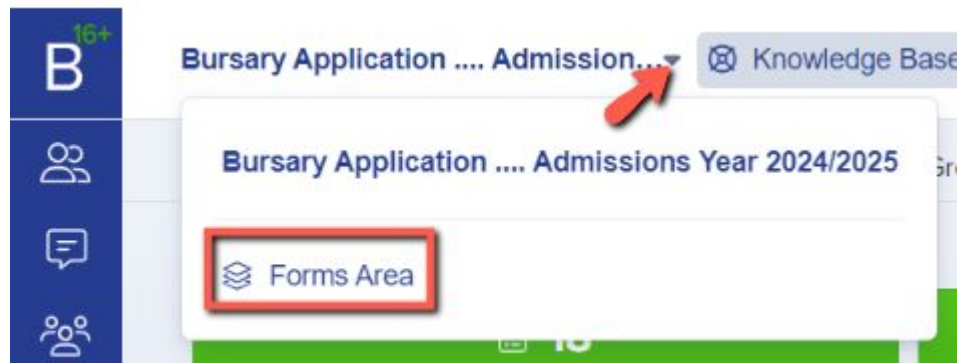 16+
B
Bursary Application .... Admission... Knowledge Base
Bursary Application .... Admissions Year 2024/2025
Forms Area